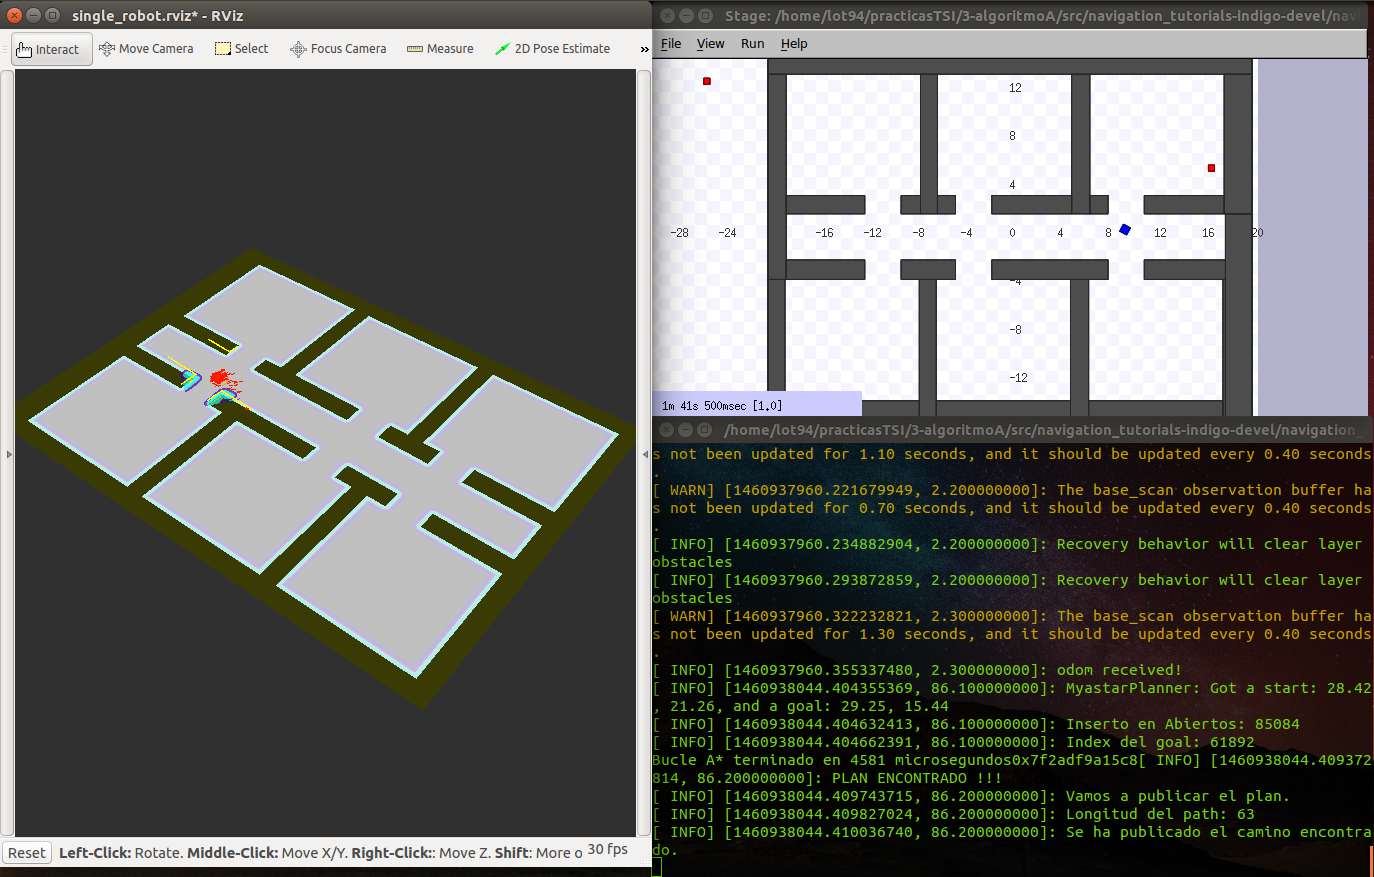 single_robot.rviz* - RViz
Interact
Move Camera
Select
Focus Camera
Measure
2D Pose Estimate
»
Reset
Left-Click: Rotate. Middle-Click: Move X/Y. Right-Click:: Move Z. Shift: More o
30 fps
Stage: /home/lot94/practicasTSI/3-algoritmoA/src/navigation_tutorials-indigo-devel/navi
File
View
Run
Help
12
8
4
-28
-24
-16
-12
-8
-4
0
4
8
12
16
20
-4
-8
-12
1m 41s 500msec [1.0]
/home/lot94/practicasTSI/3-algoritmoA/src/navigation_tutorials-indigo-devel/navigation_
s not been updated for 1.10 seconds, and it should be updated every 0.40 seconds
.
[ WARN] [1460937960.221679949, 2.200000000]: The base_scan observation buffer ha
s not been updated for 0.70 seconds, and it should be updated every 0.40 seconds
.
[ INFO] [1460937960.234882904, 2.200000000]: Recovery behavior will clear layer
obstacles
[ INFO] [1460937960.293872859, 2.200000000]: Recovery behavior will clear layer
obstacles
[ WARN] [1460937960.322232821, 2.300000000]: The base_scan observation buffer ha
s not been updated for 1.30 seconds, and it should be updated every 0.40 seconds
.
[ INFO] [1460937960.355337480, 2.300000000]: odom received!
[ INFO] [1460938044.404355369, 86.100000000]: MyastarPlanner: Got a start: 28.42
, 21.26, and a goal: 29.25, 15.44
[ INFO] [1460938044.404632413, 86.100000000]: Inserto en Abiertos: 85084
[ INFO] [1460938044.404662391, 86.100000000]: Index del goal: 61892
Bucle A* terminado en 4581 microsegundos0x7f2adf9a15c8[ INFO] [1460938044.409372
814, 86.200000000]: PLAN ENCONTRADO !!!
[ INFO] [1460938044.409743715, 86.200000000]: Vamos a publicar el plan.
[ INFO] [1460938044.409827024, 86.200000000]: Longitud del path: 63
[ INFO] [1460938044.410036740, 86.200000000]: Se ha publicado el camino encontra
do.